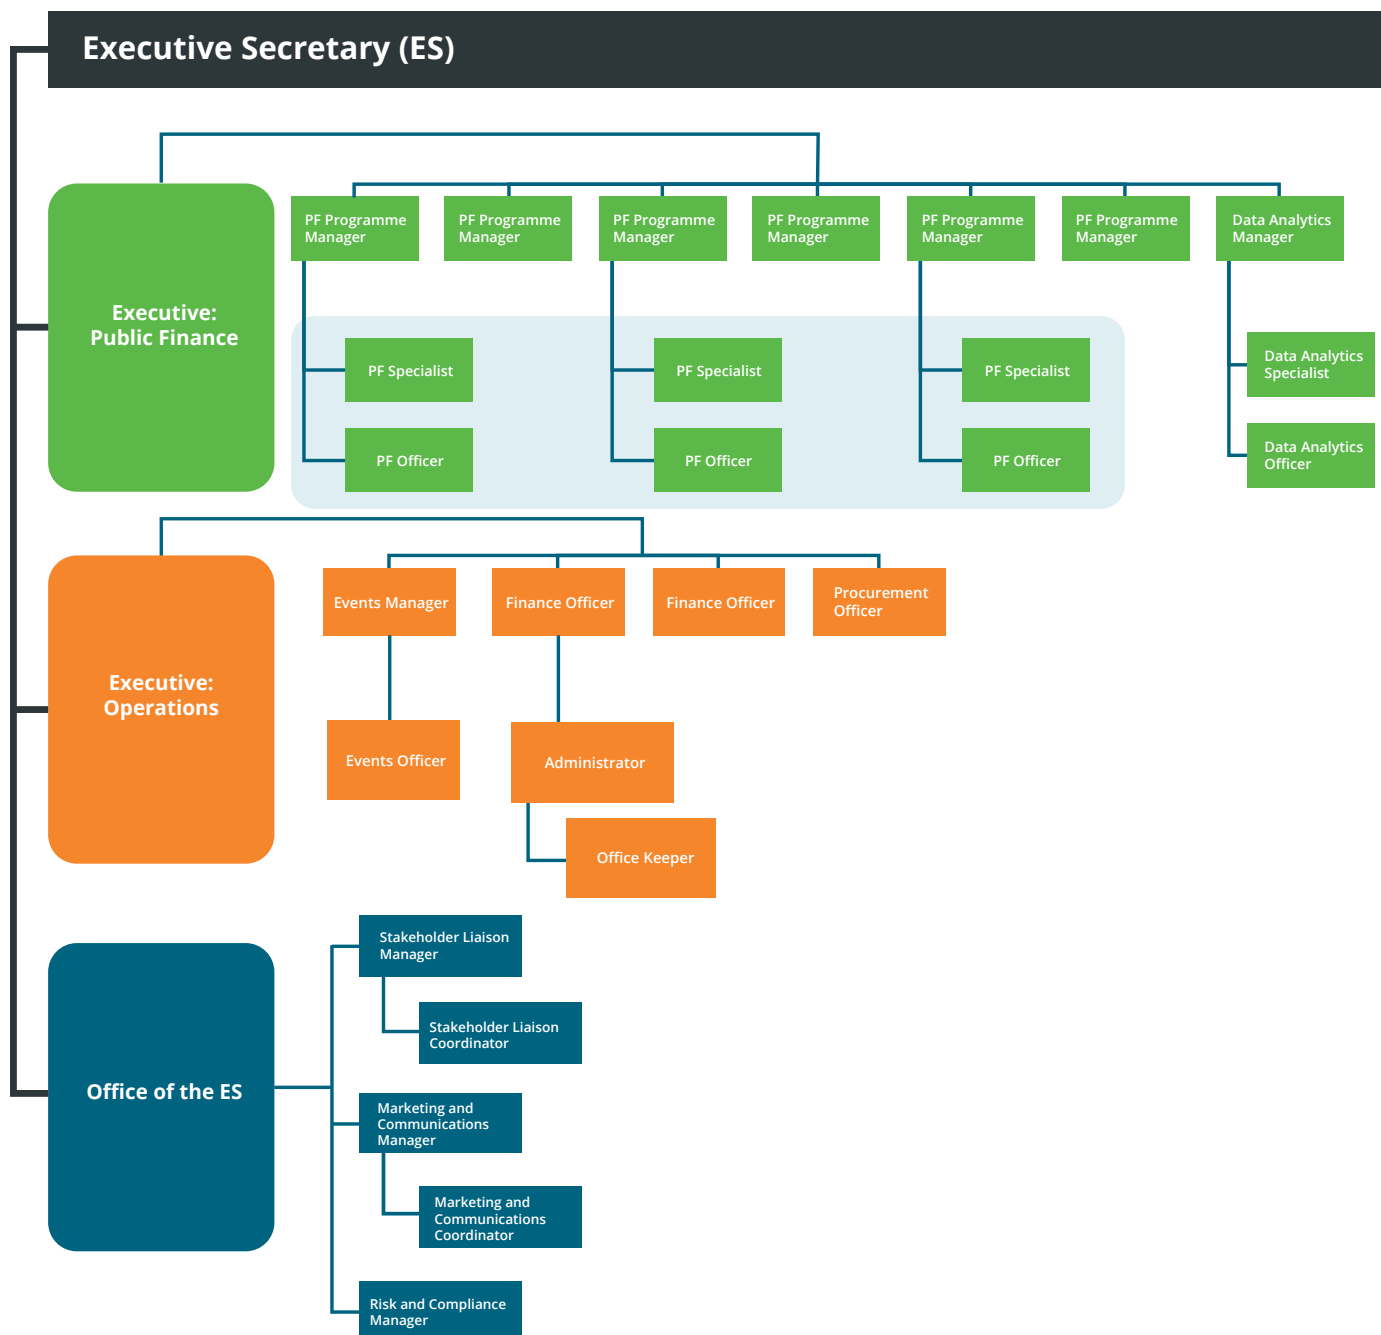 Executive Secretary (ES)
Executive:
Public Finance
PF Programme
Manager
PF Programme
Manager
PF Programme
Manager
PF Programme
Manager
PF Programme
Manager
PF Programme
Manager
Data Analytics
Manager
PF Specialist
PF Specialist
PF Specialist
Data Analytics
Specialist
PF Officer
PF Officer
PF Officer
Data Analytics
Officer
Executive:
Operations
Events Manager
Finance Officer
Finance Officer
Procurement
Officer
Events Officer
Administrator
Office Keeper
Office of the ES
Stakeholder Liaison
Manager
Stakeholder Liaison
Coordinator
Marketing and
Communications
Manager
Marketing and
Communications
Coordinator
Risk and Compliance
Manager